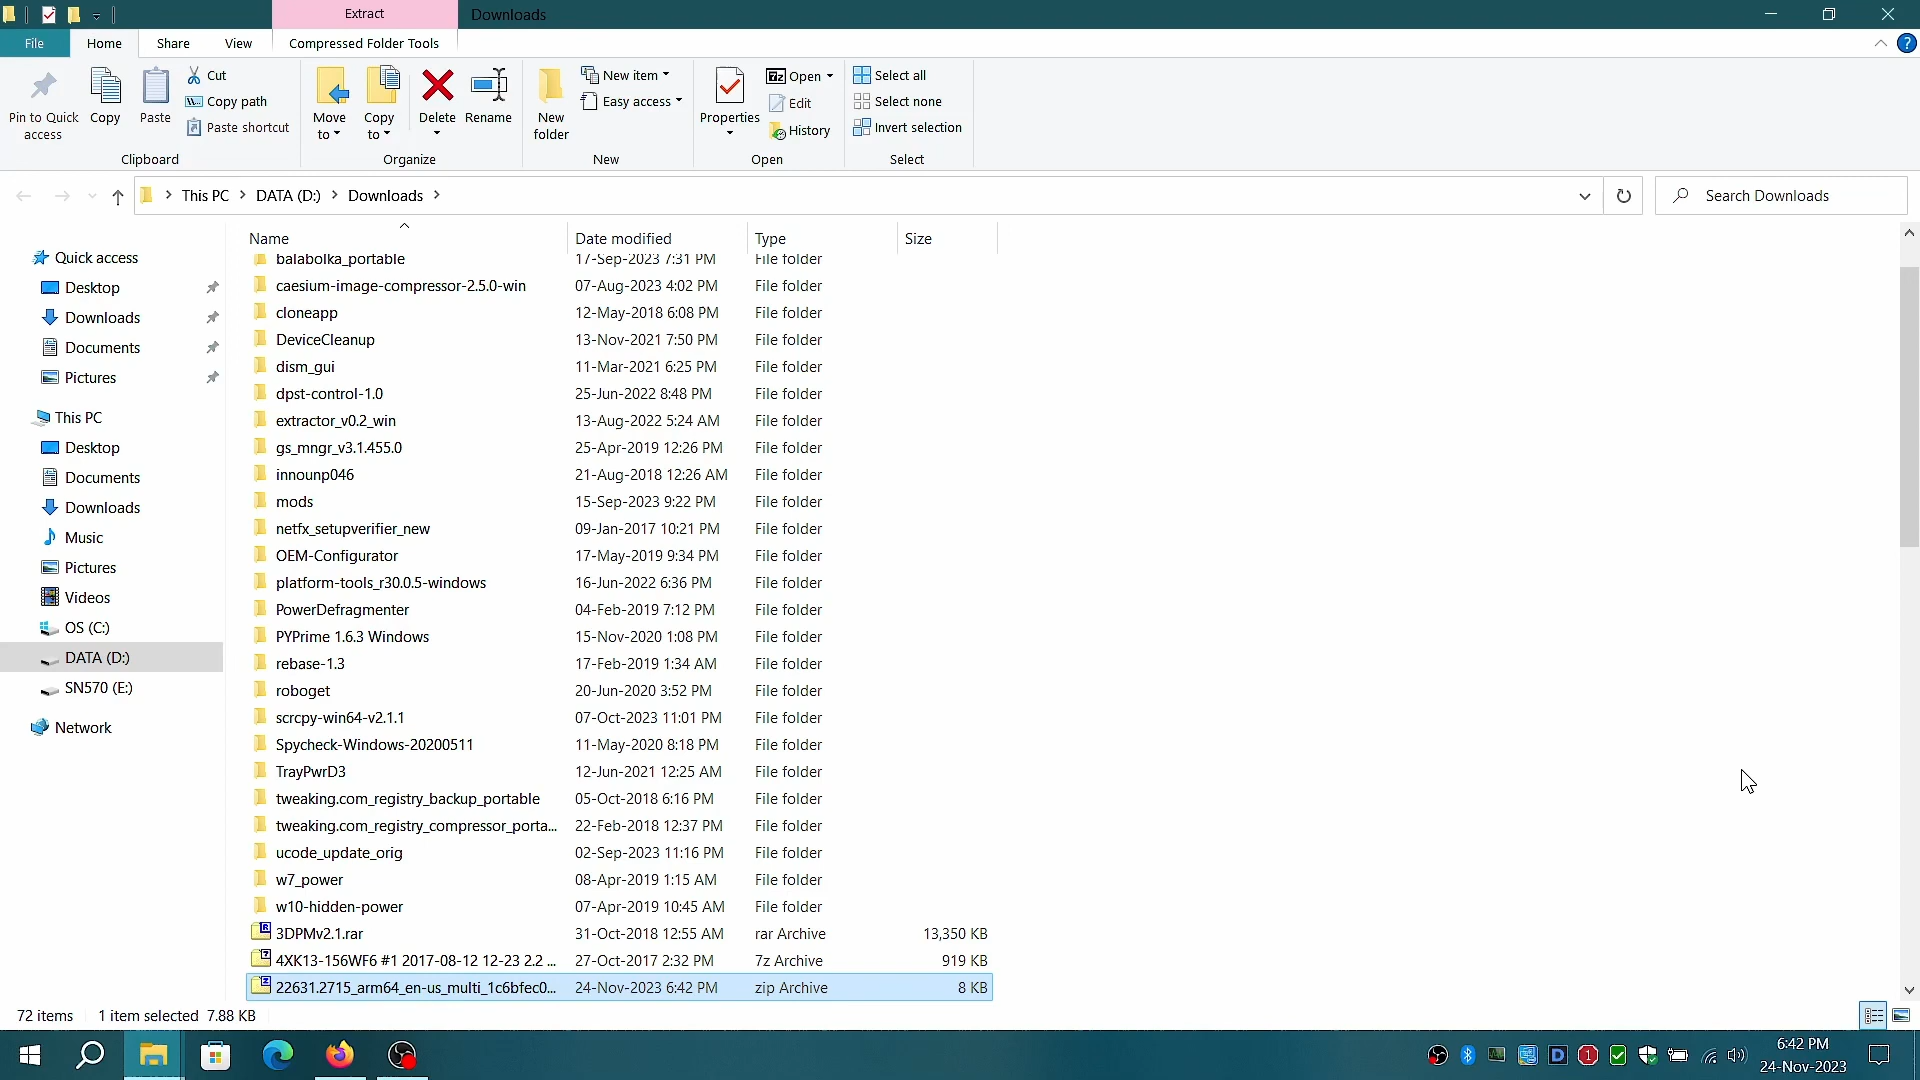 Extract
Downloads
File
Home
Share
View
Compressed Folder Tools
Pin to Quick access
Copy
Paste
Cut
Copy path
Paste shortcut
Clipboard
Move to
Copy to
Delete
Rename
Organize
New folder
New item
Easy access
New
Properties
Open
Edit
History
Open
Select all
Select none
Invert selection
Select
This PC > DATA (D:) > Downloads >
Search Downloads
Quick access
Desktop
Downloads
Documents
Pictures
This PC
Desktop
Documents
Downloads
Music
Pictures
Videos
OS (C:)
DATA (D:)
SN570 (E:)
Network
Name Date modified Type Size
balabolka_portable 17-Sep-2023 7:31 PM File folder
caesium-image-compressor-2.5.0-win 07-Aug-2023 4:02 PM File folder
cloneapp 12-May-2018 6:08 PM File folder
DeviceCleanup 13-Nov-2021 7:50 PM File folder
dism_gui 11-Mar-2021 6:25 PM File folder
dpst-control-1.0 25-Jun-2022 8:48 PM File folder
extractor_v0.2_win 13-Aug-2022 5:24 AM File folder
gs_mngr_v3.1.455.0 25-Apr-2019 12:26 PM File folder
innounp046 21-Aug-2018 12:26 AM File folder
mods 15-Sep-2023 9:22 PM File folder
netfx_setupverifier_new 09-Jan-2017 10:21 PM File folder
OEM-Configurator 17-May-2019 9:34 PM File folder
platform-tools_r30.0.5-windows 16-Jun-2022 6:36 PM File folder
PowerDefragmenter 04-Feb-2019 7:12 PM File folder
PYPrime 1.6.3 Windows 15-Nov-2020 1:08 PM File folder
rebase-1.3 17-Feb-2019 1:34 AM File folder
roboget 20-Jun-2020 3:52 PM File folder
scrcpy-win64-v2.1.1 07-Oct-2023 11:01 PM File folder
Spycheck-Windows-20200511 11-May-2020 8:18 PM File folder
TrayPwrD3 12-Jun-2021 12:25 AM File folder
tweaking.com_registry_backup_portable 05-Oct-2018 6:16 PM File folder
tweaking.com_registry_compressor_porta... 22-Feb-2018 12:37 PM File folder
ucode_update_orig 02-Sep-2023 11:16 PM File folder
w7_power 08-Apr-2019 1:15 AM File folder
w10-hidden-power 07-Apr-2019 10:45 AM File folder
3DPMv2.1.rar 31-Oct-2018 12:55 AM rar Archive 13,350 KB
4XK13-156WF6 #1 2017-08-12 12-23 2.2 ... 27-Oct-2017 2:32 PM 7z Archive 919 KB
22631.2715_arm64_en-us_multi_1c6bfec0... 24-Nov-2023 6:42 PM zip Archive 8 KB
72 items 1 item selected 7.88 KB
6:42 PM
24-Nov-2023